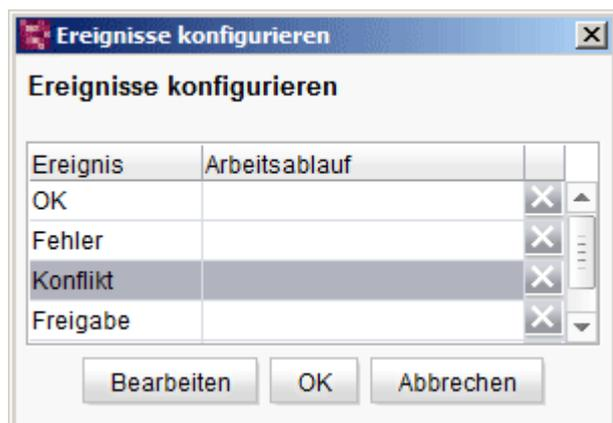 Ereignisse konfigurieren
Ereignisse konfigurieren
Ereignis Arbeitsablauf
OK
Fehler
Konflikt
Freigabe
Bearbeiten OK Abbrechen